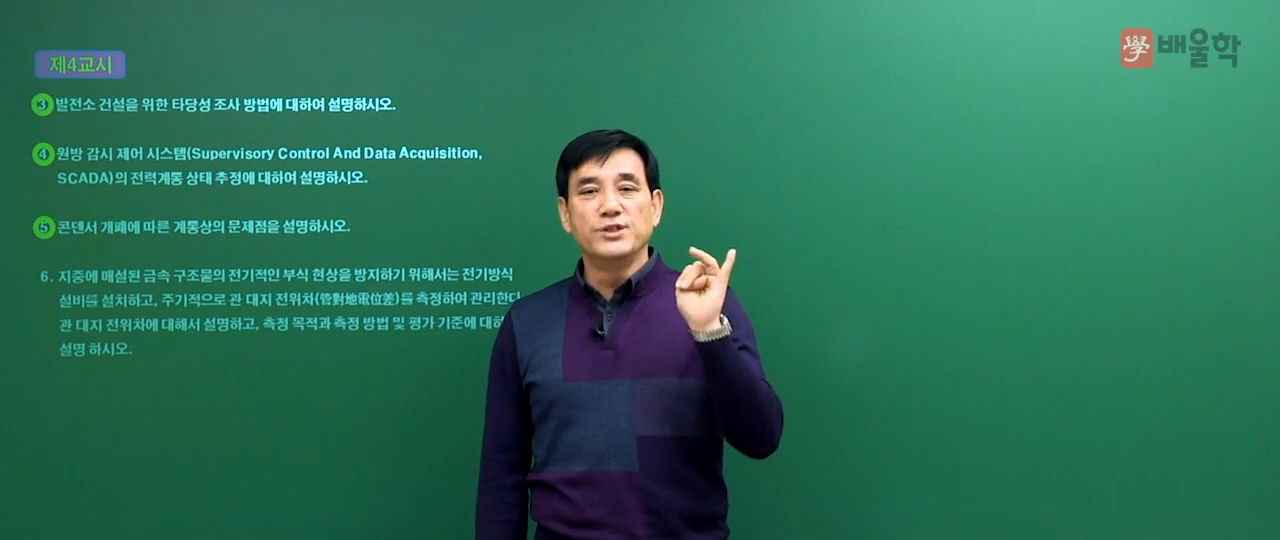 學 배울학
제4교시
③ 발전소 건설을 위한 타당성 조사 방법에 대하여 설명하시오.
④ 원방 감시 제어 시스템(Supervisory Control And Data Acquisition,
SCADA)의 전력계통 상태 추정에 대하여 설명하시오.
⑤ 콘덴서 개폐에 따른 계통상의 문제점을 설명하시오.
6. 지중에 매설된 금속 구조물의 전기적인 부식 현상을 방지하기 위해서는 전기방식
설비를 설치하고, 주기적으로 관 대지 전위차(管對地電位差)를 측정하여 관리한다
관 대지 전위차에 대해서 설명하고, 측정 목적과 측정 방법 및 평가 기준에 대하
설명 하시오.